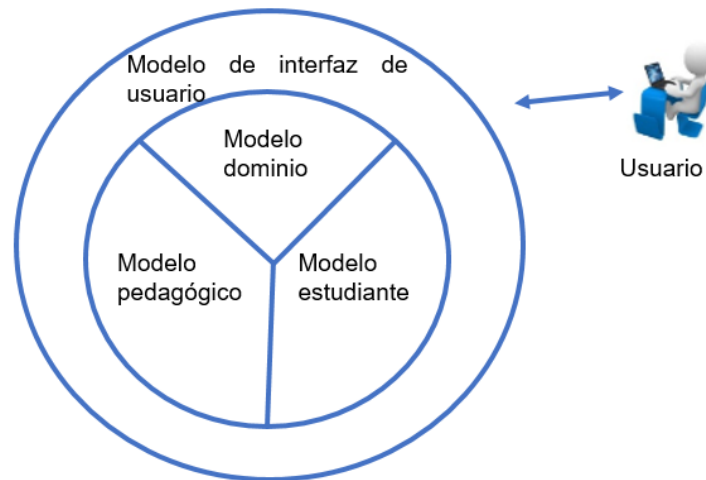 Modelo de interfaz de
usuario
Modelo
dominio
Usuario
Modelo
pedagógico
Modelo
estudiante